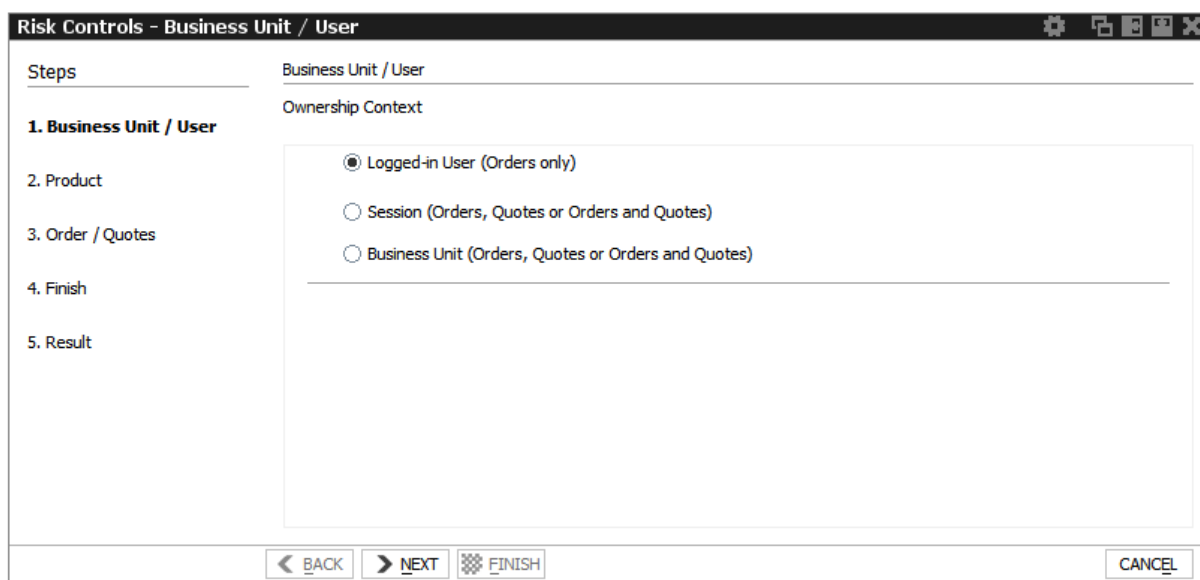 Risk Controls - Business Unit / User
Steps
1. Business Unit / User
2. Product
3. Order / Quotes
4. Finish
5. Result
Business Unit / User
Ownership Context
Logged-in User (Orders only)
Session (Orders, Quotes or Orders and Quotes)
Business Unit (Orders, Quotes or Orders and Quotes)
BACK NEXT FINISH CANCEL